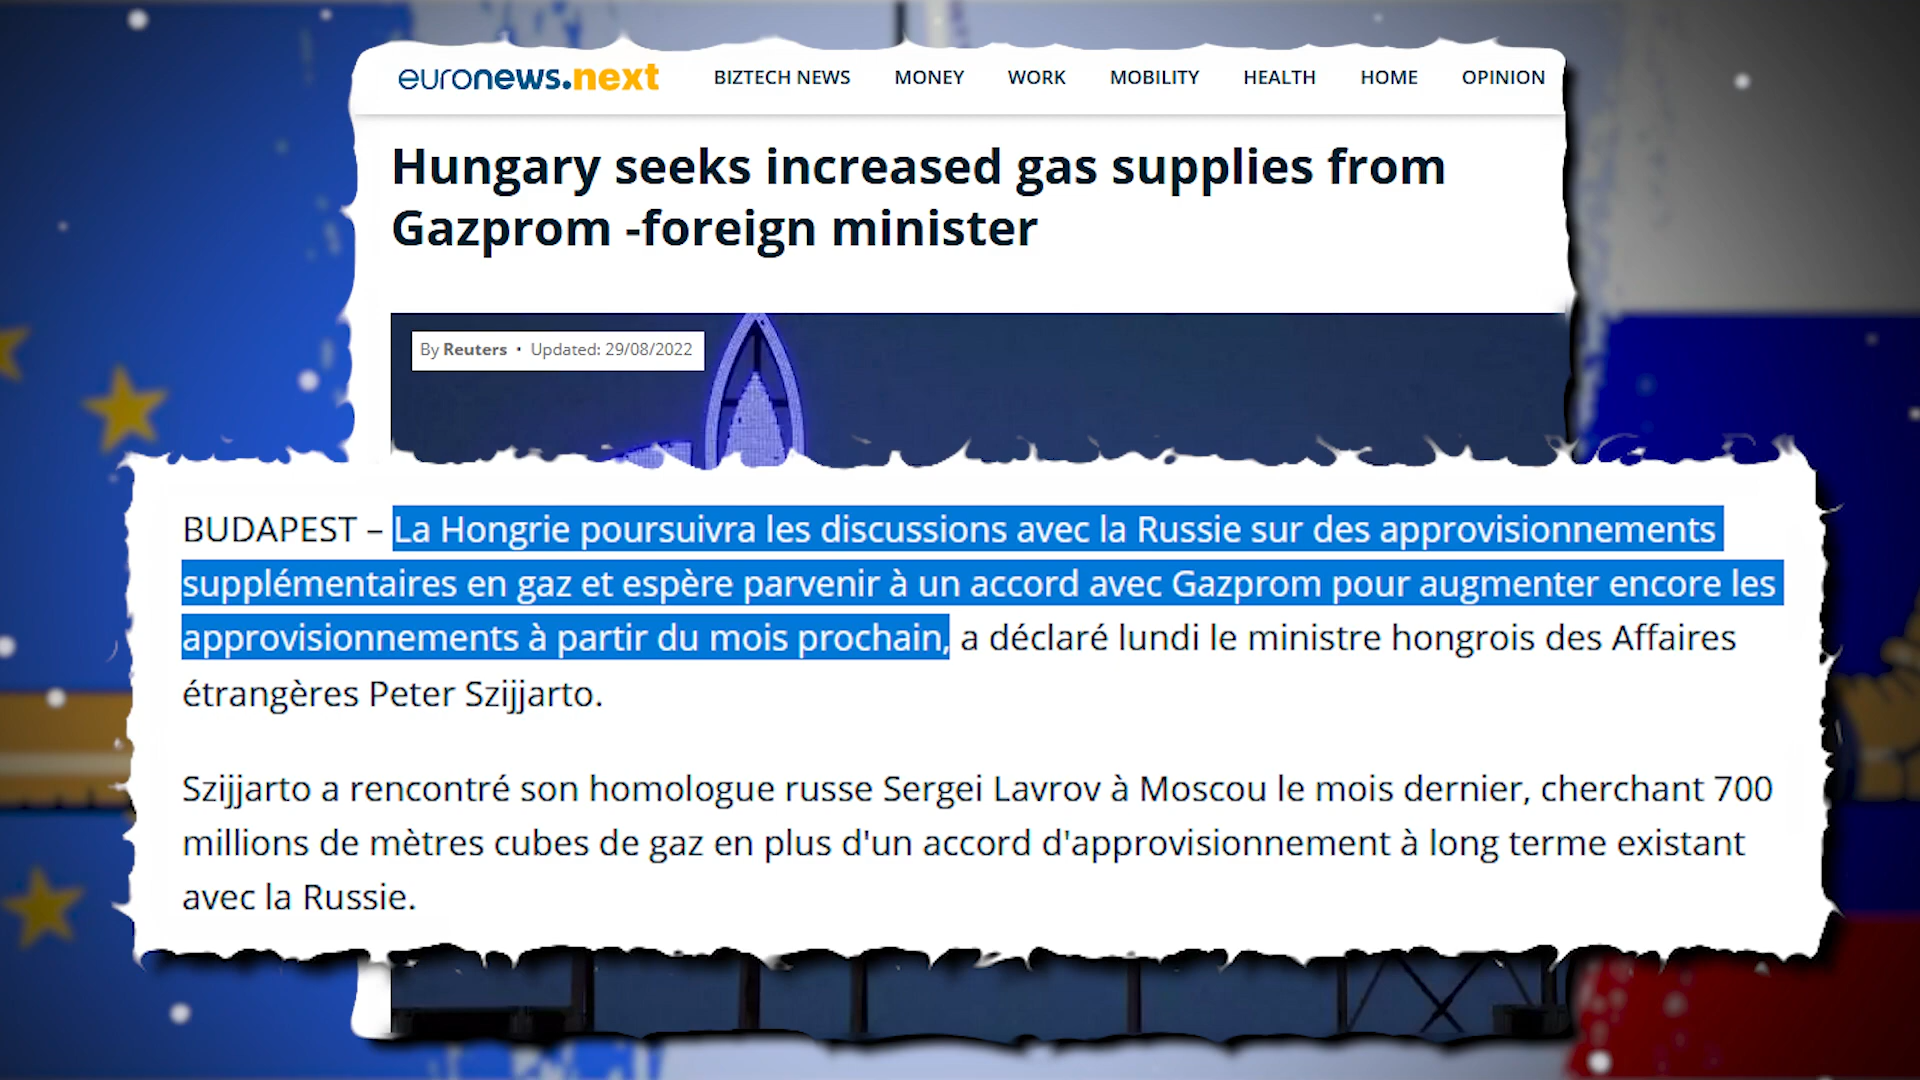 euronews.next BIZTECH NEWS MONEY WORK MOBILITY HEALTH HOME OPINION
Hungary seeks increased gas supplies from
Gazprom -foreign minister
By Reuters • Updated: 29/08/2022
BUDAPEST – La Hongrie poursuivra les discussions avec la Russie sur des approvisionnements
supplémentaires en gaz et espère parvenir à un accord avec Gazprom pour augmenter encore les
approvisionnements à partir du mois prochain, a déclaré lundi le ministre hongrois des Affaires
étrangères Peter Szijjarto.
Szijjarto a rencontré son homologue russe Sergei Lavrov à Moscou le mois dernier, cherchant 700
millions de mètres cubes de gaz en plus d'un accord d'approvisionnement à long terme existant
avec la Russie.